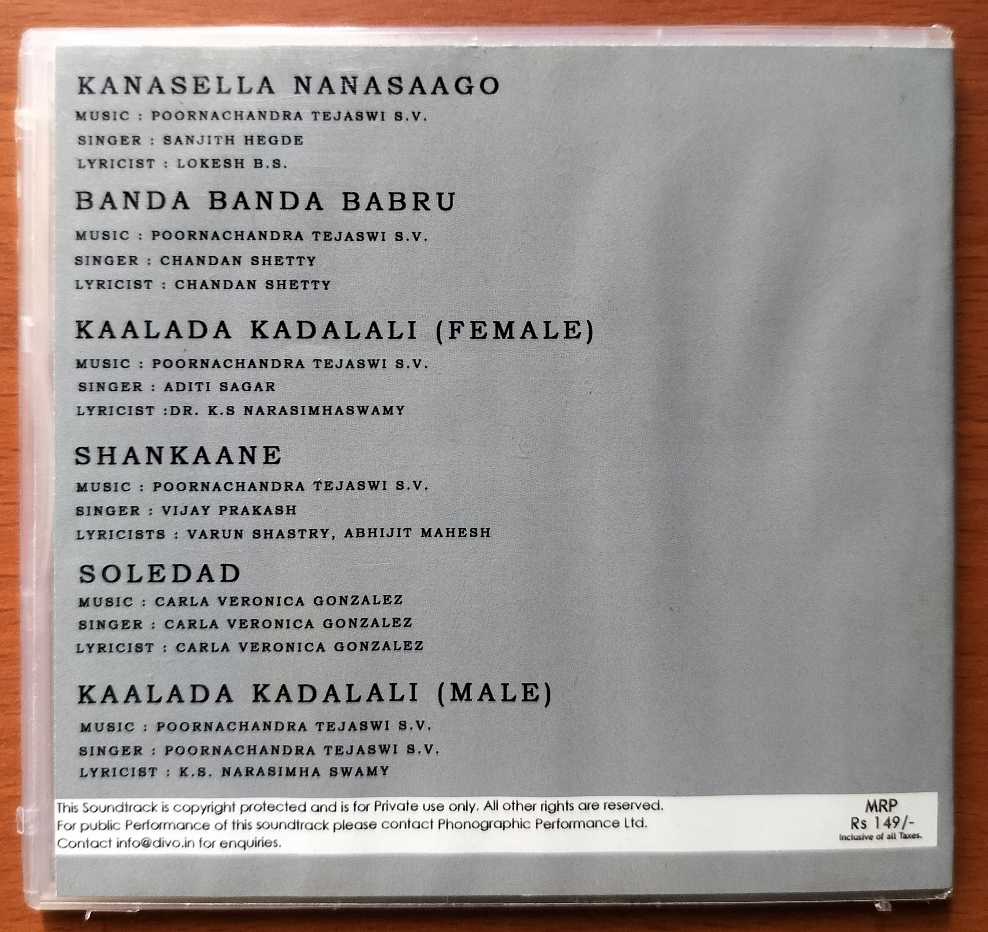 KANASELLA NANASAAGO
MUSIC : POORNACHANDRA TEJASWI S.V.
SINGER : SANJITH HEGDE
LYRICIST : LOKESH B.S.
BANDA BANDA BABRU
MUSIC : POORNACHANDRA TEJASWI S.V.
SINGER : CHANDAN SHETTY
LYRICIST : CHANDAN SHETTY
KAALADA KADALALI (FEMALE)
MUSIC : POORNACHANDRA TEJASWI S.V.
SINGER : ADITI SAGAR
LYRICIST :DR. K.S NARASIMHASWAMY
SHANKAANE
MUSIC : POORNACHANDRA TEJASWI S.V.
SINGER : VIJAY PRAKASH
LYRICISTS : VARUN SHASTRY, ABHIJIT MAHESH
SOLEDAD
MUSIC : CARLA VERONICA GONZALEZ
SINGER : CARLA VERONICA GONZALEZ
LYRICIST : CARLA VERONICA GONZALEZ
KAALADA KADALALI (MALE)
MUSIC : POORNACHANDRA TEJASWI S.V.
SINGER : POORNACHANDRA TEJASWI S.V.
LYRICIST : K.S. NARASIMHA SWAMY
This Soundtrack is copyright protected and is for Private use only. All other rights are reserved.
For public Performance of this soundtrack please contact Phonographic Performance Ltd.
Contact info@divo.in for enquiries.
MRP
Rs 149/-
Inclusive of all Taxes.